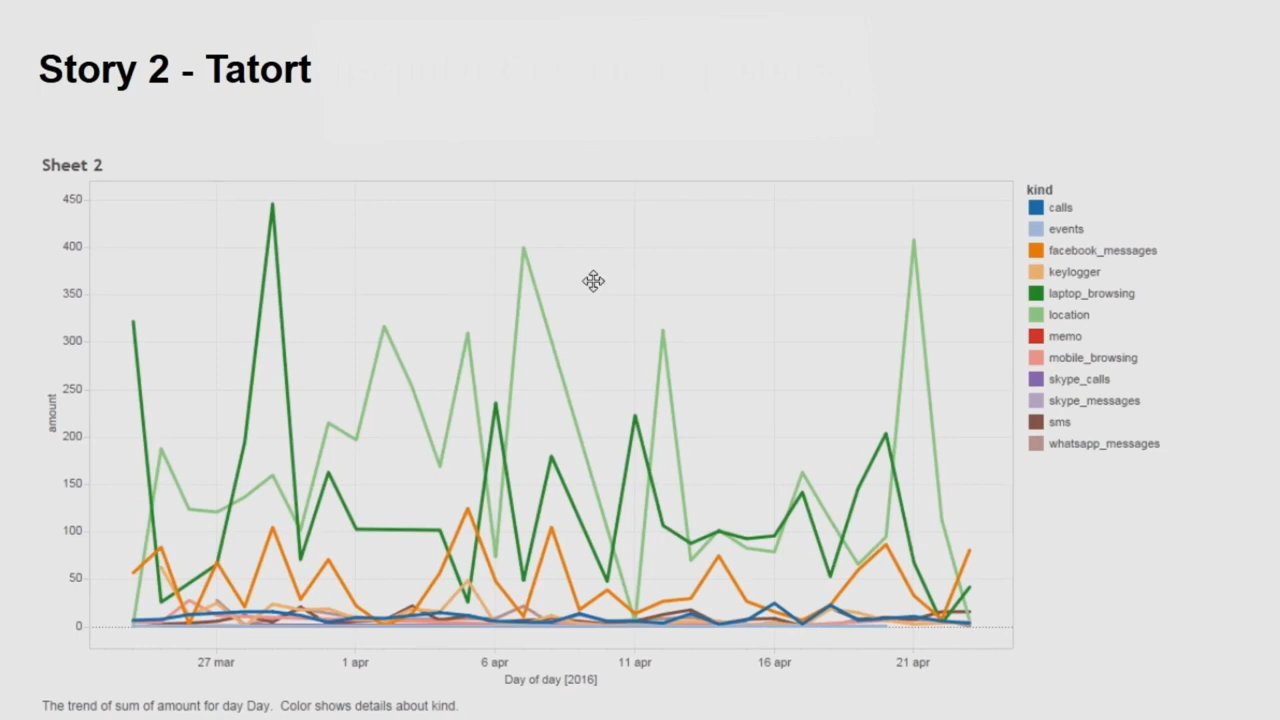 Story 2 - Tatort
Sheet 2
450
400
350
300
250
200
150
100
50
0
amount
27 mar
1 apr
6 apr
11 apr
16 apr
21 apr
Day of day [2016]
kind
calls
events
facebook_messages
keylogger
laptop_browsing
location
memo
mobile_browsing
skype_calls
skype_messages
sms
whatsapp_messages
The trend of sum of amount for day Day.  Color shows details about kind.